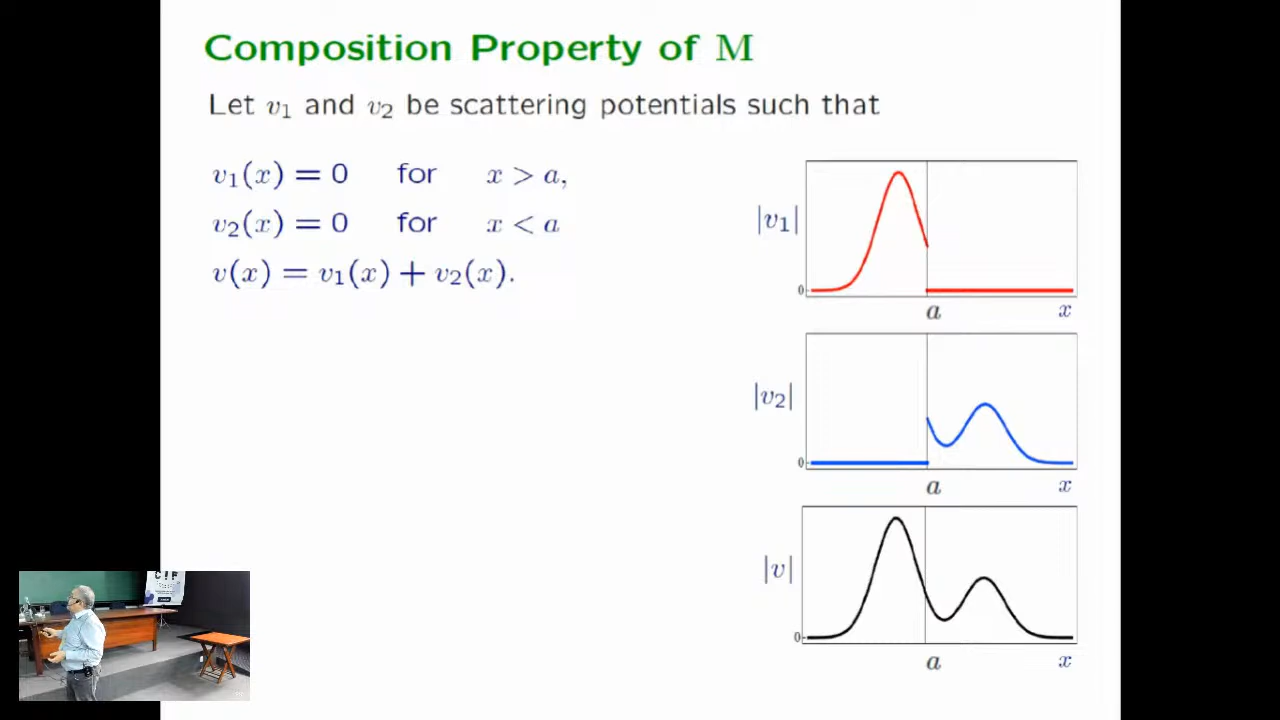 Composition Property of M
Let v₁ and v₂ be scattering potentials such that
v₁(x) = 0 for x > a,
v₂(x) = 0 for x < a
v(x) = v₁(x) + v₂(x).
|v₁|
0
a x
|v₂|
0
a x
|v|
0
a x
CIF